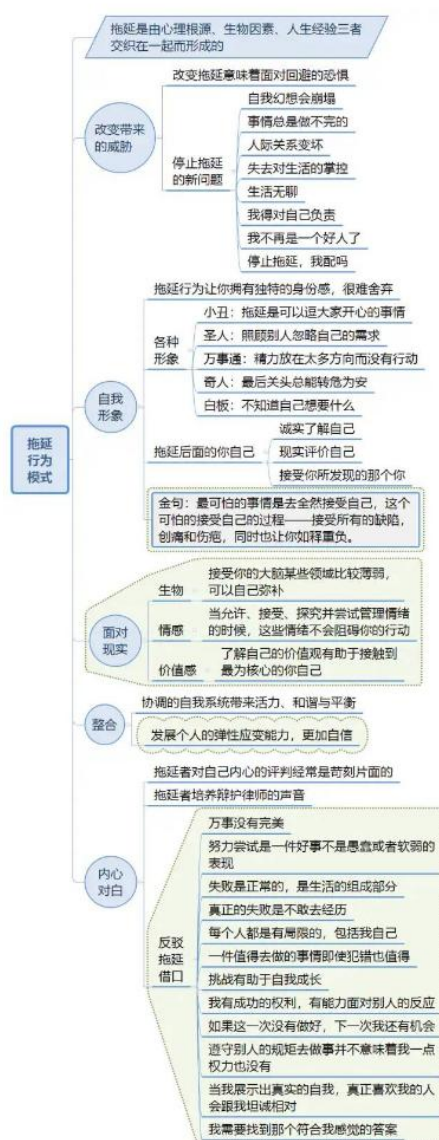 拖延是由心理根源、生物因素、人生经验三者
交织在一起而形成的
改变带来
的威胁
改变拖延意味着面对回避的恐惧
停止拖延
的新问题
自我幻想会崩塌
事情总是做不完的
人际关系变坏
失去对生活的掌控
生活无聊
我得对自己负责
我不再是一个好人了
停止拖延，我配吗
拖延
行为
模式
自我
形象
拖延行为让你拥有独特的身份感，很难舍弃
各种
形象
小丑：拖延是可以逗大家开心的事情
圣人：照顾别人忽略自己的需求
万事通：精力放在太多方向而没有行动
奇人：最后关头总能转危为安
白板：不知道自己想要什么
拖延后面的你自己
诚实了解自己
现实评价自己
接受你所发现的那个你
金句：最可怕的事情是去全然接受自己，这个
可怕的接受自己的过程——接受所有的缺陷，
创痛和伤疤，同时也让你如释重负。
面对
现实
生物
接受你的大脑某些领域比较薄弱，
可以自己弥补
情感
当允许、接受、探究并尝试管理情绪
的时候，这些情绪不会阻碍你的行动
价值感
了解自己的价值观有助于接触到
最为核心的你自己
整合
协调的自我系统带来活力、和谐与平衡
发展个人的弹性应变能力，更加自信
内心
对白
拖延者对自己内心的评判经常是苛刻片面的
拖延者培养辩护律师的声音
反驳
拖延
借口
万事没有完美
努力尝试是一件好事不是愚蠢或者软弱的
表现
失败是正常的，是生活的组成部分
真正的失败是不敢去经历
每个人都是有局限的，包括我自己
一件值得去做的事情即使犯错也值得
挑战有助于自我成长
我有成功的权利，有能力面对别人的反应
如果这一次没有做好，下一次我还有机会
遵守别人的规矩去做事并不意味着我一点
权力也没有
当我展示出真实的自我，真正喜欢我的人
会跟我坦诚相对
我需要找到那个符合我感觉的答案